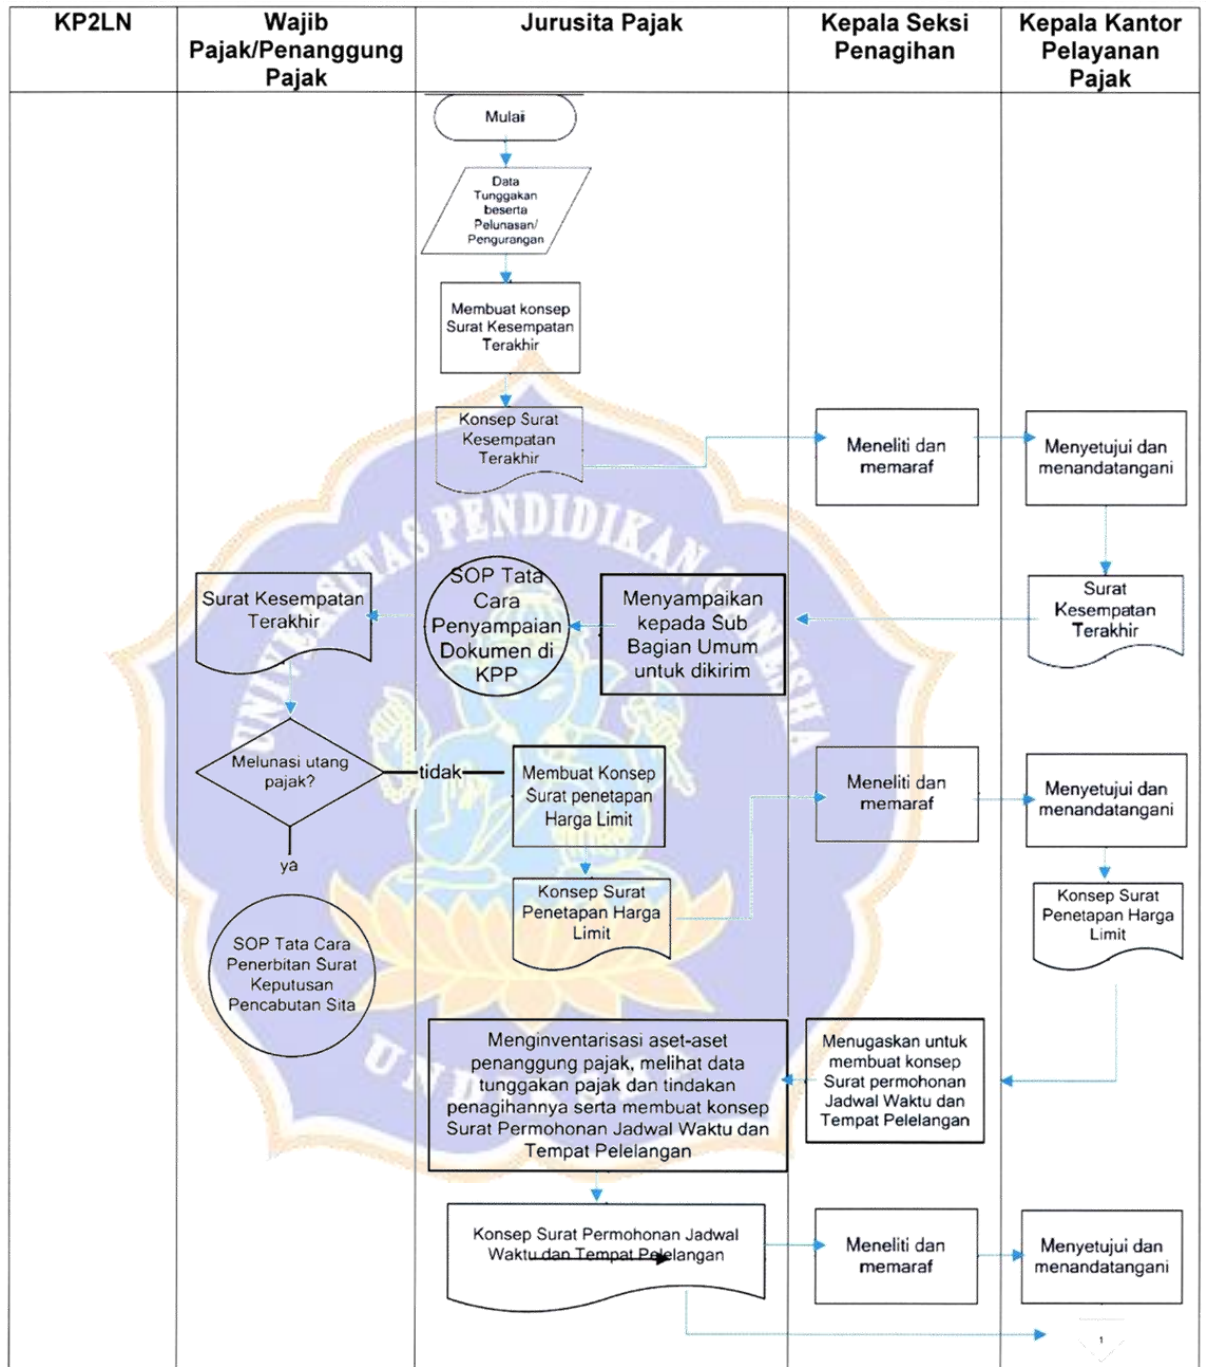 KP2LN
Wajib
Pajak/Penanggung
Pajak
Jurusita Pajak
Kepala Seksi
Penagihan
Kepala Kantor
Pelayanan
Pajak
Mulai
Data
Tunggakan
beserta
Pelunasan/
Pengurangan
Membuat konsep
Surat Kesempatan
Terakhir
Konsep Surat
Kesempatan
Terakhir
Meneliti dan
memaraf
Menyetujui dan
menandatangani
Surat
Kesempatan
Terakhir
Menyampaikan
kepada Sub
Bagian Umum
untuk dikirim
SOP Tata
Cara
Penyampaian
Dokumen di
KPP
Surat Kesempatan
Terakhir
Melunasi utang
pajak?
tidak
ya
SOP Tata Cara
Penerbitan Surat
Keputusan
Pencabutan Sita
Membuat Konsep
Surat penetapan
Harga Limit
Konsep Surat
Penetapan Harga
Limit
Meneliti dan
memaraf
Menyetujui dan
menandatangani
Konsep Surat
Penetapan Harga
Limit
Menugaskan untuk
membuat konsep
Surat permohonan
Jadwal Waktu dan
Tempat Pelelangan
Menginventarisasi aset-aset
penanggung pajak, melihat data
tunggakan pajak dan tindakan
penagihannya serta membuat konsep
Surat Permohonan Jadwal Waktu dan
Tempat Pelelangan
Konsep Surat Permohonan Jadwal
Waktu dan Tempat Pelelangan
Meneliti dan
memaraf
Menyetujui dan
menandatangani
1
UNIVERSITAS PENDIDIKAN GANESHA